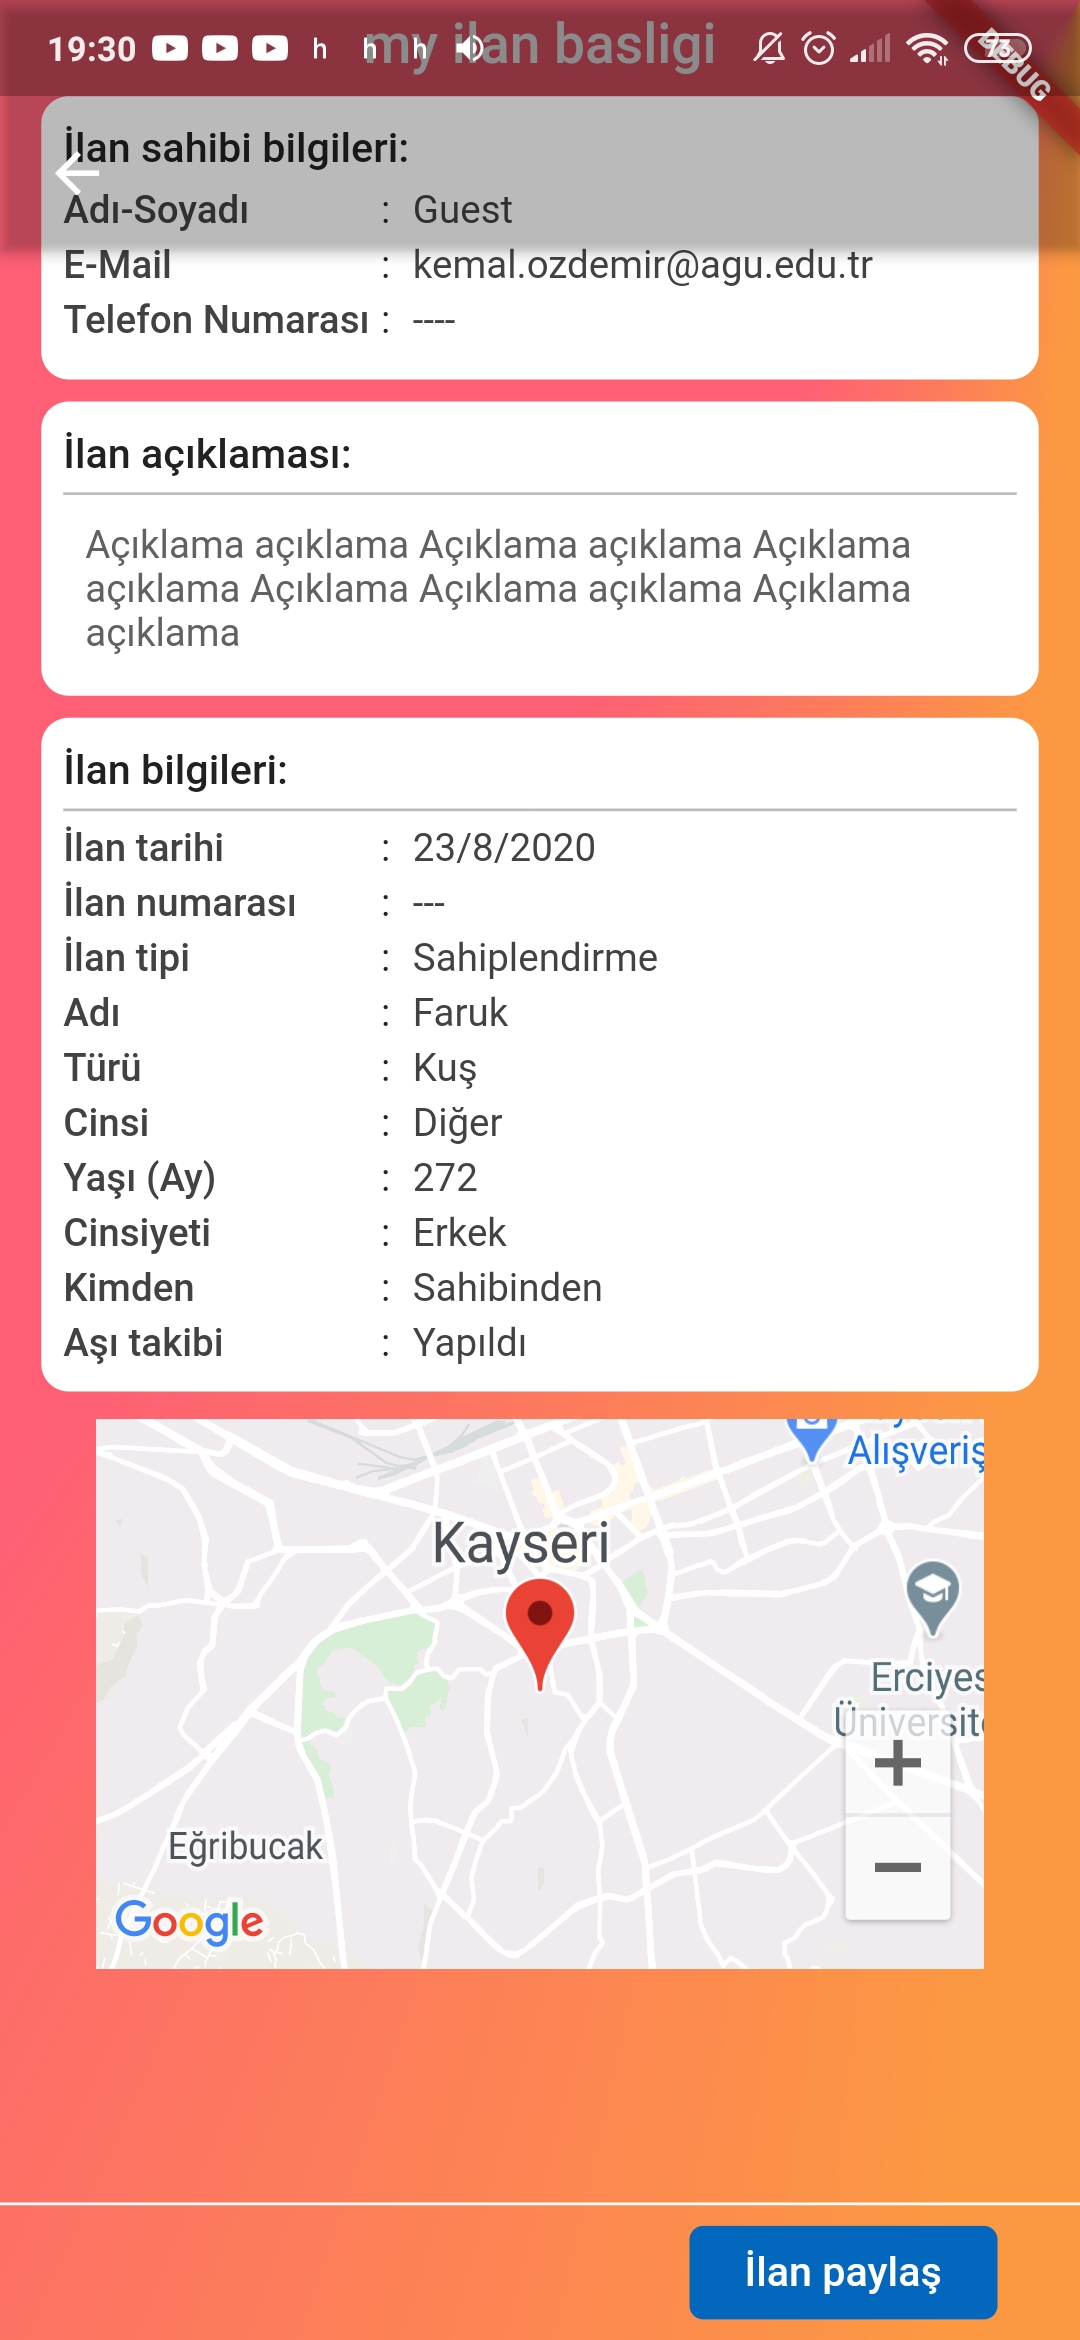 19:30 h h h 73
my ilan basligi
DEBUG
İlan sahibi bilgileri:
Adı-Soyadı : Guest
E-Mail : kemal.ozdemir@agu.edu.tr
Telefon Numarası : ----
İlan açıklaması:
Açıklama açıklama Açıklama açıklama Açıklama
açıklama Açıklama Açıklama açıklama Açıklama
açıklama
İlan bilgileri:
İlan tarihi : 23/8/2020
İlan numarası : ---
İlan tipi : Sahiplendirme
Adı : Faruk
Türü : Kuş
Cinsi : Diğer
Yaşı (Ay) : 272
Cinsiyeti : Erkek
Kimden : Sahibinden
Aşı takibi : Yapıldı
Alışveriş
Kayseri
Erciyes
Üniversite
Eğribucak
Google
+
−
İlan paylaş